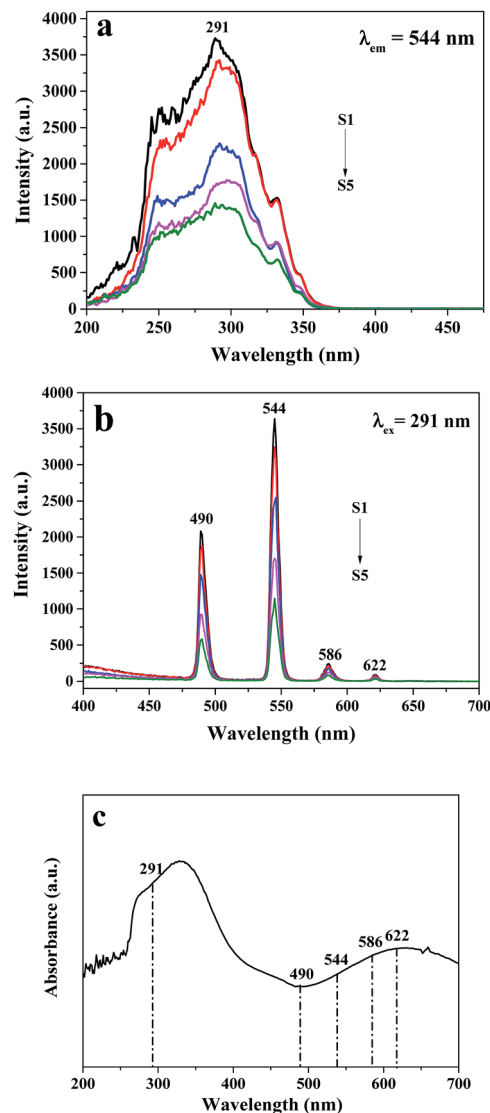 a
291
λem = 544 nm
S1
S5
Intensity (a.u.)
4000
3500
3000
2500
2000
1500
1000
500
0
200 250 300 350 400 450
Wavelength (nm)
b
544
λex = 291 nm
490
S1
S5
586
622
Intensity (a.u.)
4000
3500
3000
2500
2000
1500
1000
500
0
400 450 500 550 600 650 700
Wavelength (nm)
c
291
490
544
586
622
Absorbance (a.u.)
200 300 400 500 600 700
Wavelength (nm)